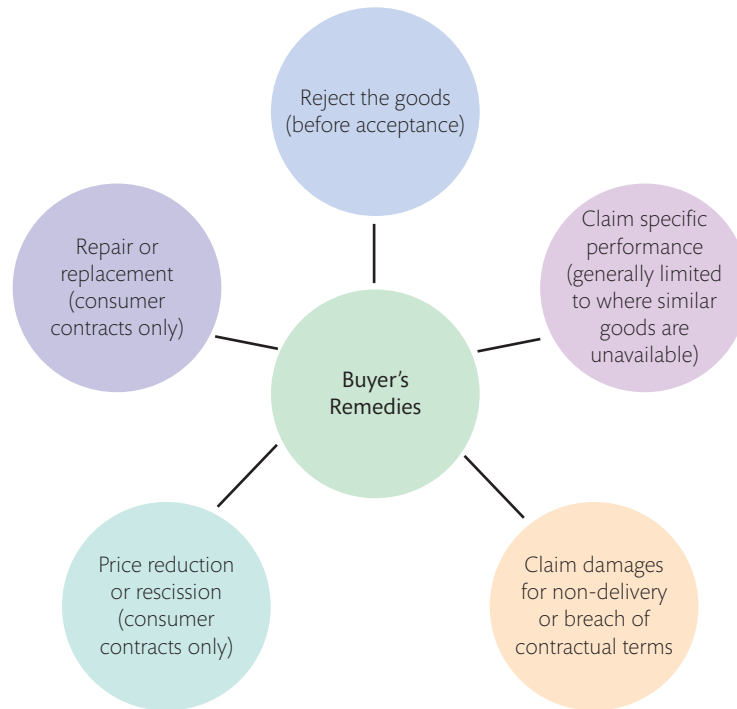 Reject the goods
(before acceptance)
Claim specific
performance
(generally limited
to where similar
goods are
unavailable)
Repair or
replacement
(consumer
contracts only)
Buyer’s
Remedies
Price reduction
or rescission
(consumer
contracts only)
Claim damages
for non-delivery
or breach of
contractual terms